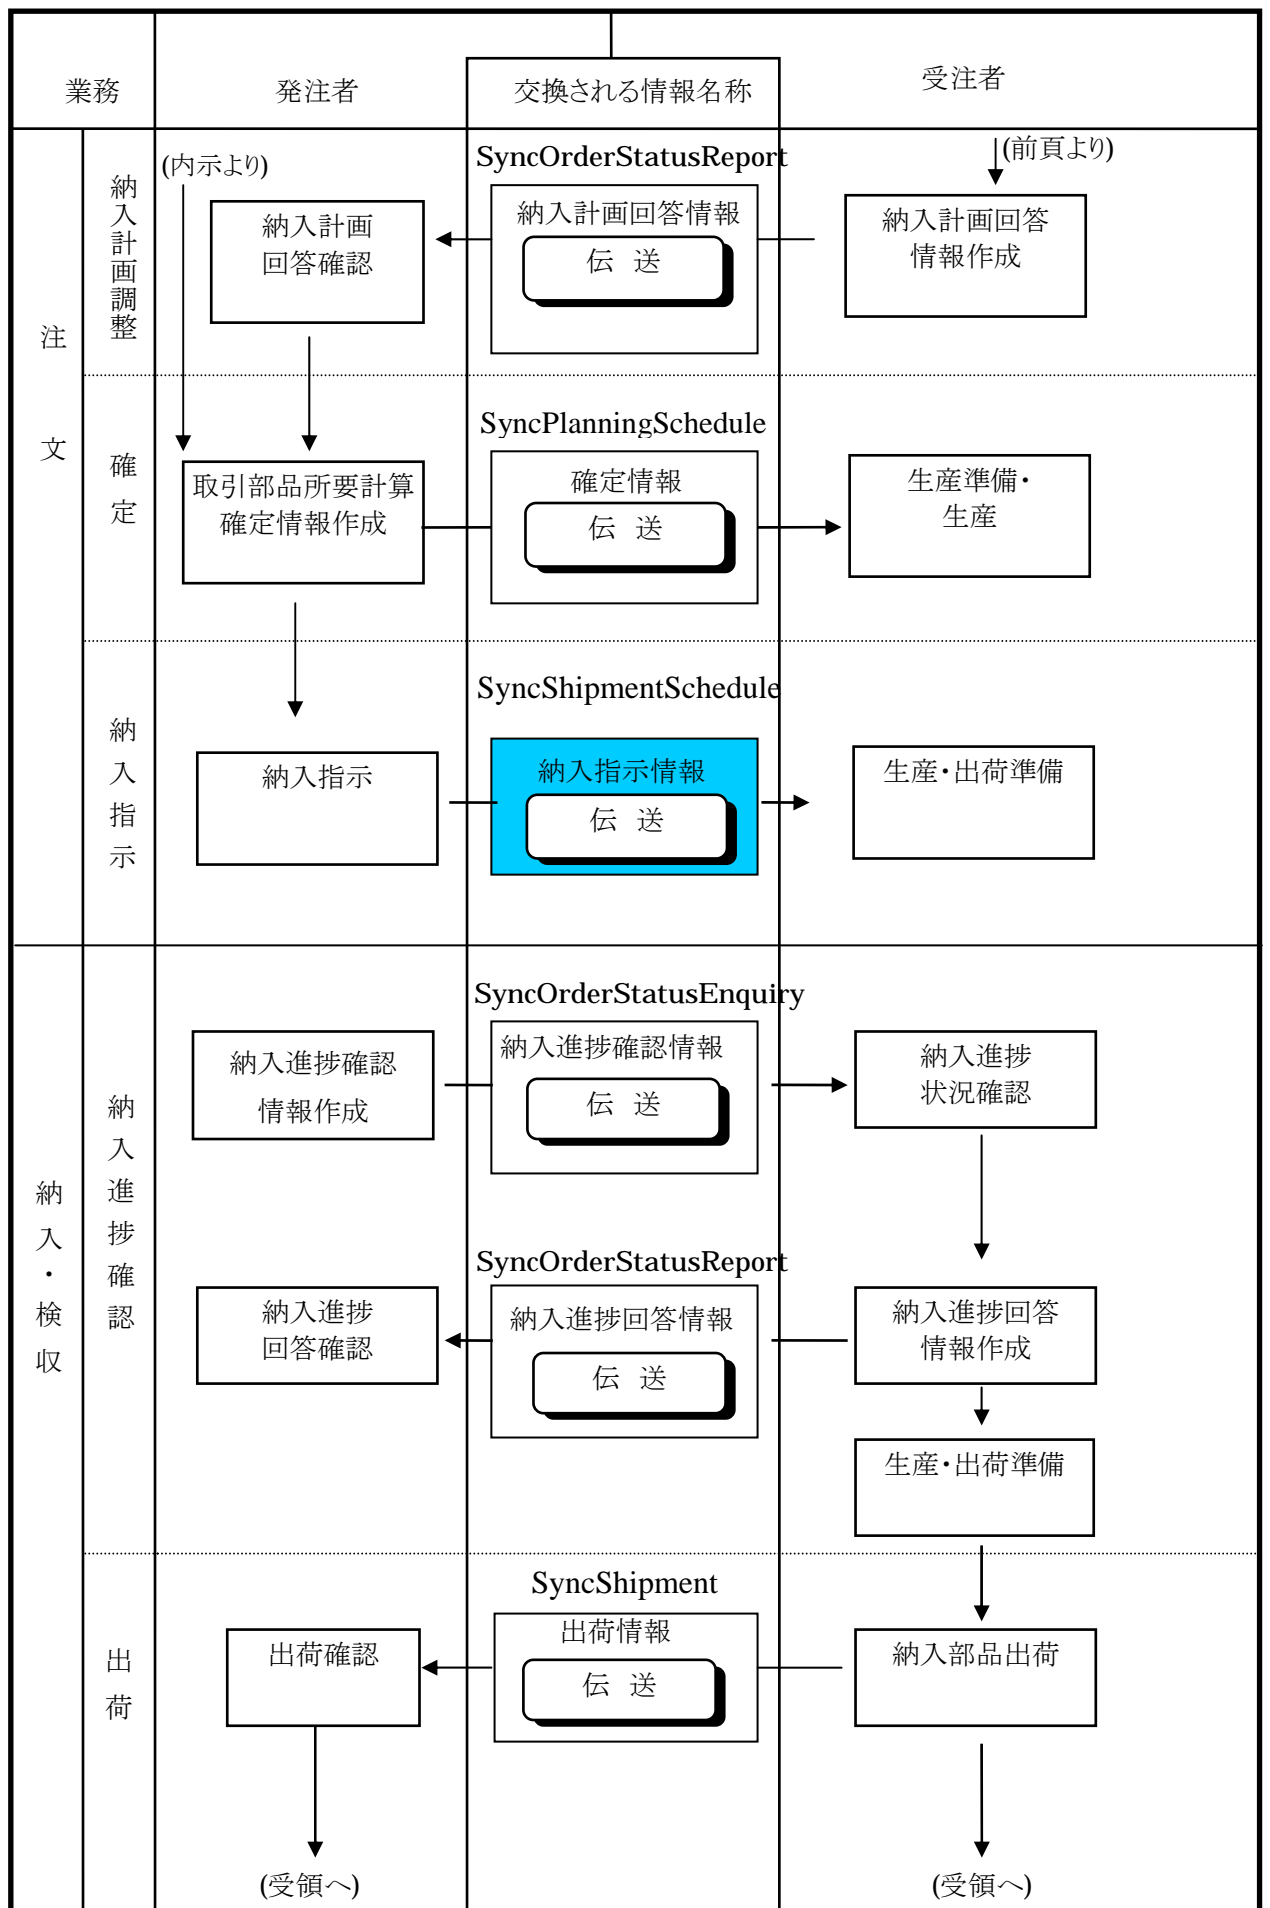 業務
発注者
交換される情報名称
受注者
注文
納入計画調整
(内示より)
納入計画
回答確認
SyncOrderStatusReport
納入計画回答情報
伝 送
(前頁より)
納入計画回答
情報作成
確定
取引部品所要計算
確定情報作成
SyncPlanningSchedule
確定情報
伝 送
生産準備・
生産
納入指示
納入指示
SyncShipmentSchedule
納入指示情報
伝 送
生産・出荷準備
納入・検収
納入進捗確認
納入進捗確認
情報作成
SyncOrderStatusEnquiry
納入進捗確認情報
伝 送
納入進捗
状況確認
納入進捗
回答確認
SyncOrderStatusReport
納入進捗回答情報
伝 送
納入進捗回答
情報作成
生産・出荷準備
出荷
出荷確認
SyncShipment
出荷情報
伝 送
納入部品出荷
(受領へ)
(受領へ)